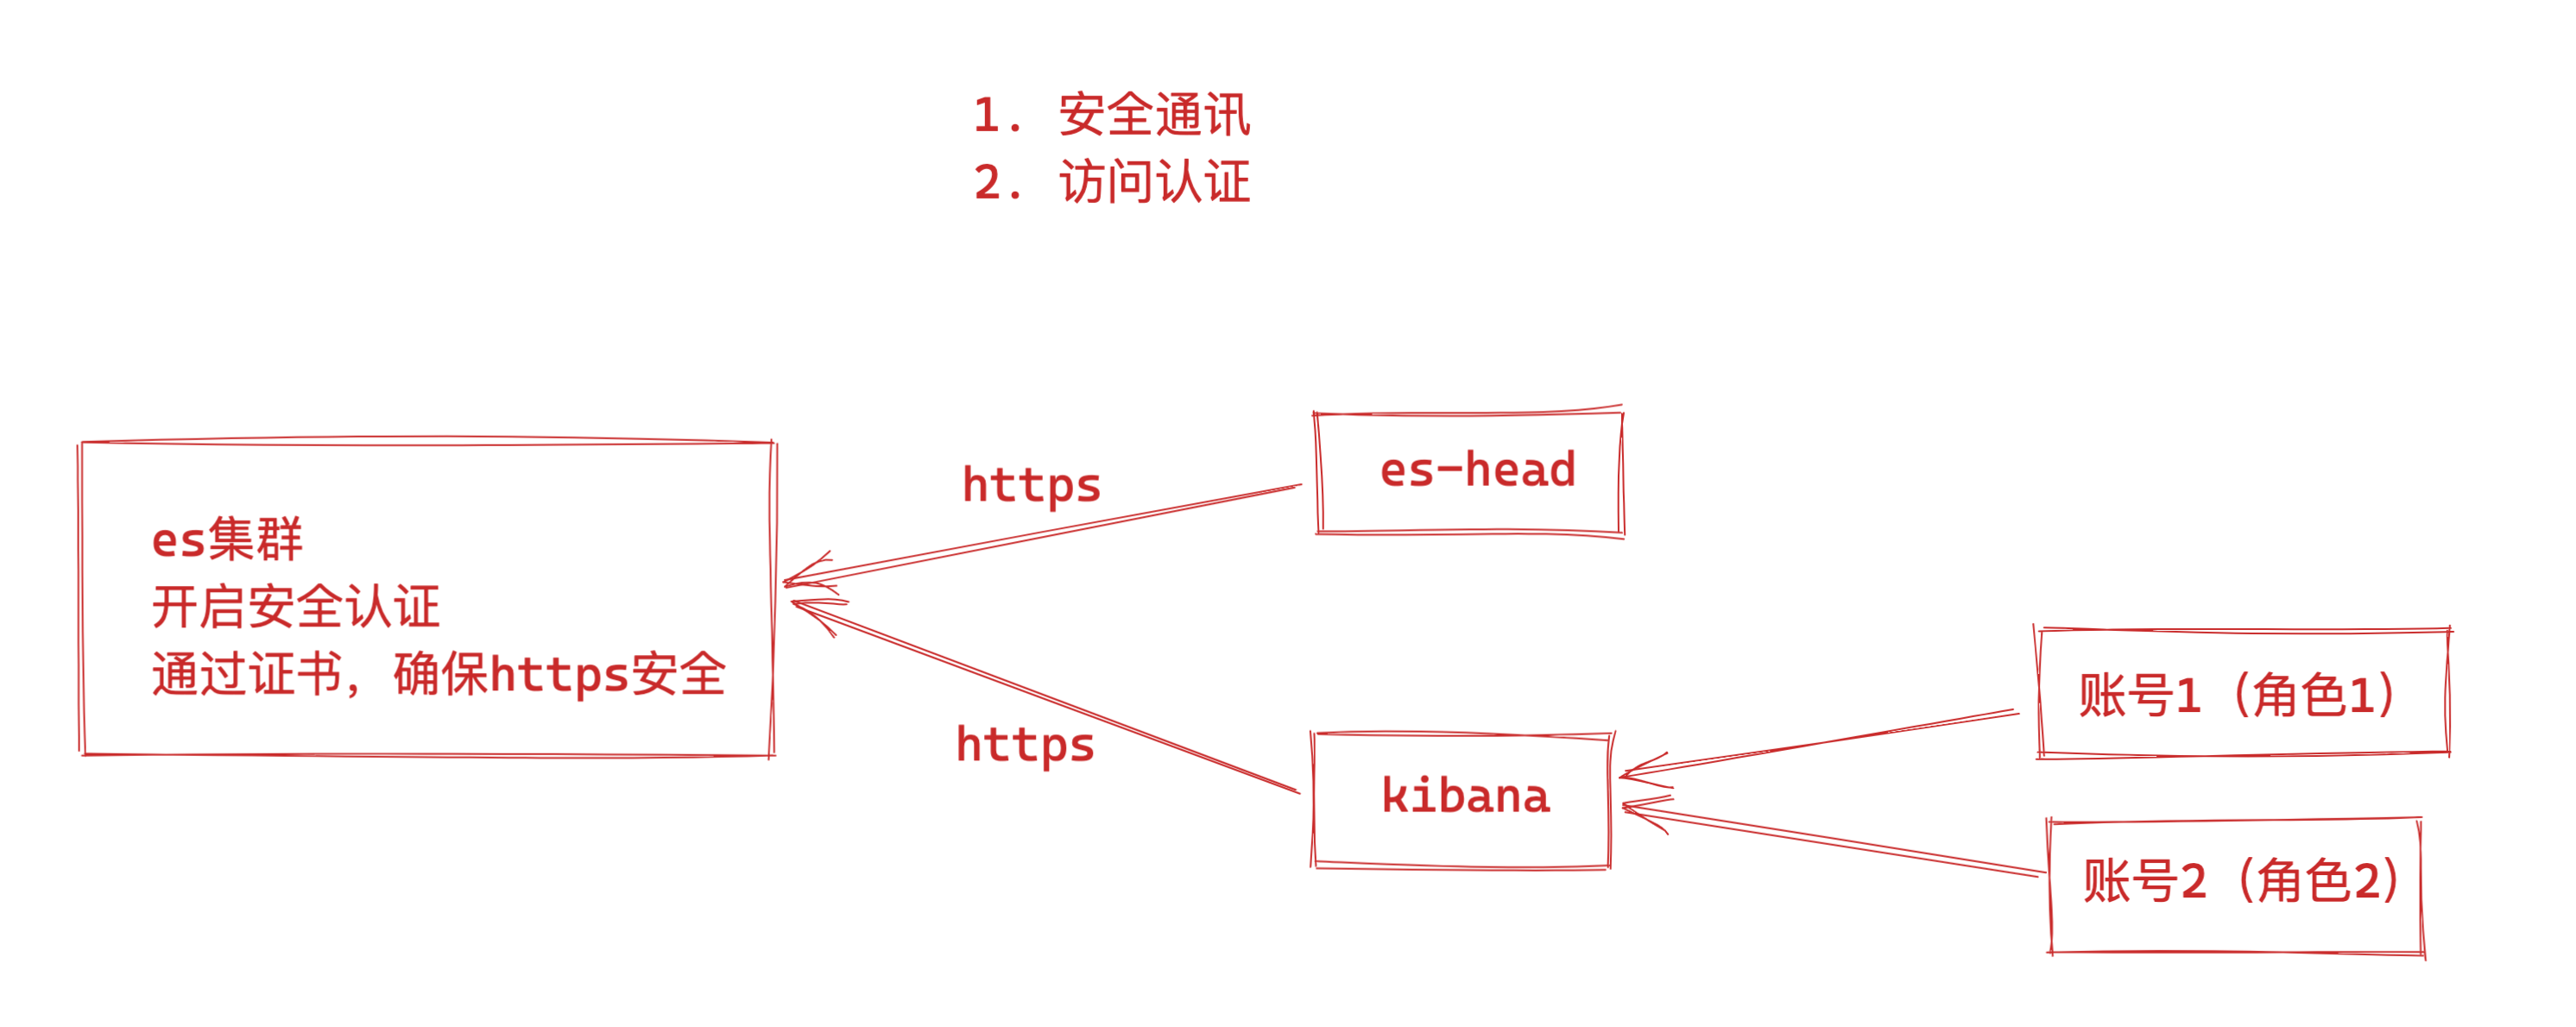 1. 安全通讯
2. 访问认证
https
es-head
es集群
开启安全认证
通过证书，确保https安全
https
kibana
账号1（角色1）
账号2（角色2）